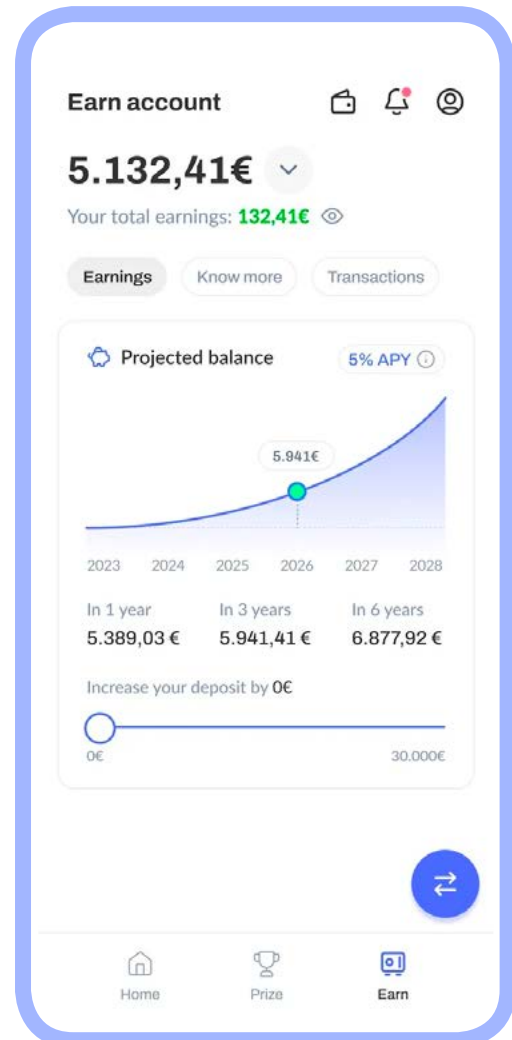 Earn account
5.132,41€
Your total earnings: 132,41€
Earnings Know more Transactions
Projected balance 5% APY
5.941€
2023 2024 2025 2026 2027 2028
In 1 year In 3 years In 6 years
5.389,03 € 5.941,41 € 6.877,92 €
Increase your deposit by 0€
0€ 30.000€
Home Prize Earn